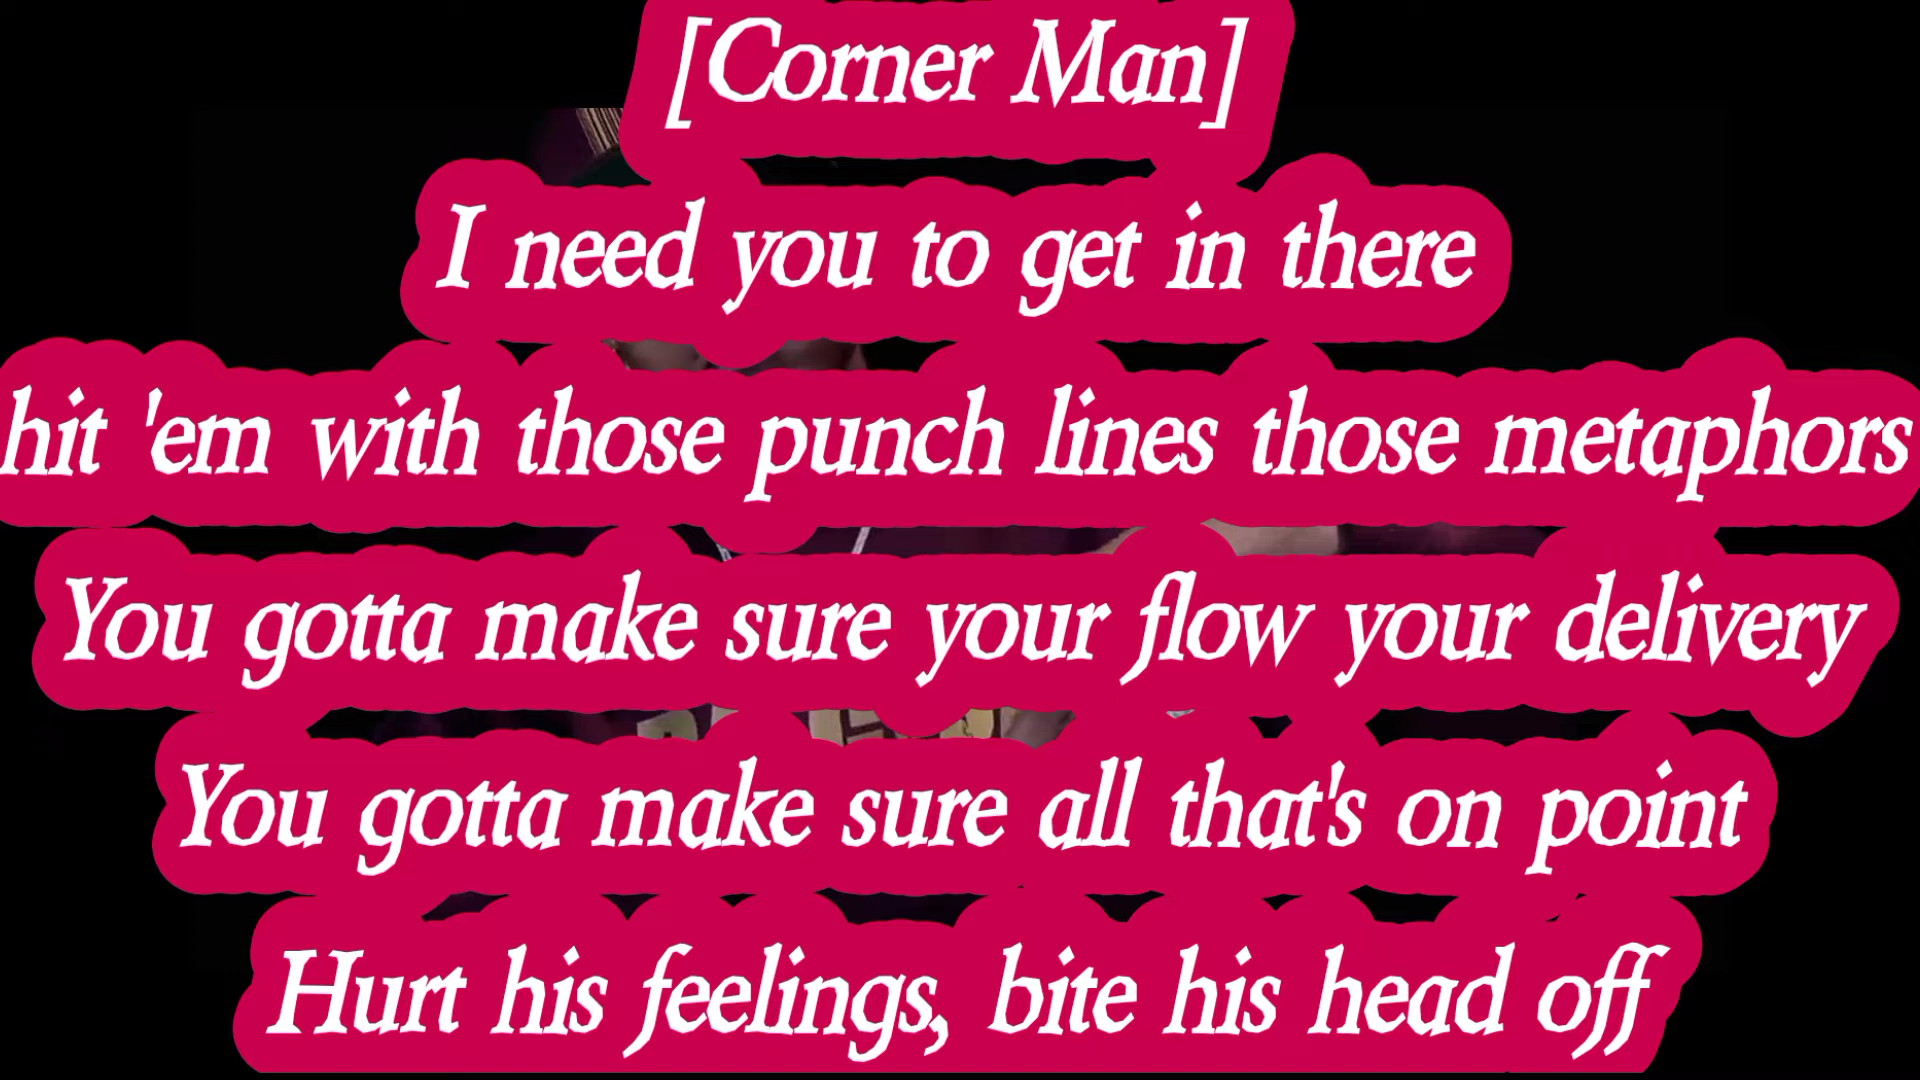 [Corner Man]
I need you to get in there
hit 'em with those punch lines those metaphors
You gotta make sure your flow your delivery
You gotta make sure all that's on point
Hurt his feelings, bite his head off